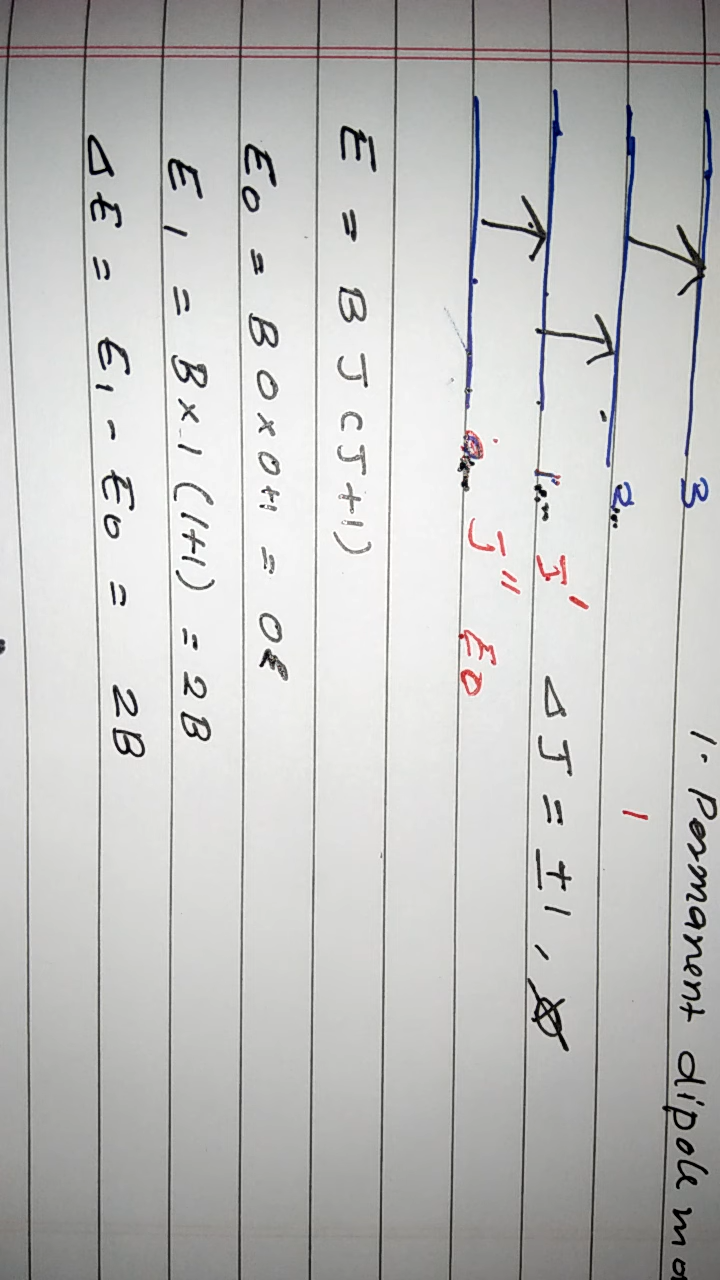 1. Permanent dipole mo
3
2
1
1 J' ΔJ = ±1,
0 J'' E0
E = B J (J+1)
E0 = B 0×0+1 = 0
E1 = B×1 (1+1) = 2B
ΔE = E1 - E0 = 2B